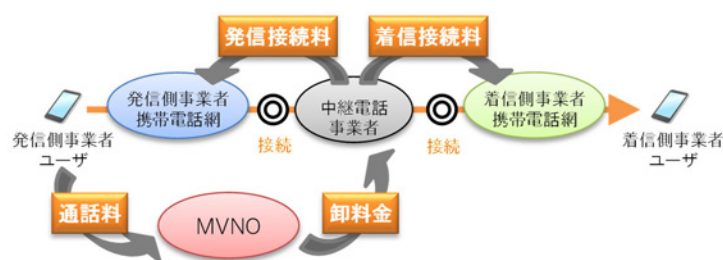 発信接続料
着信接続料
発信側事業者
携帯電話網
中継電話
事業者
着信側事業者
携帯電話網
接続
接続
発信側事業者
ユーザ
着信側事業者
ユーザ
通話料
MVNO
卸料金